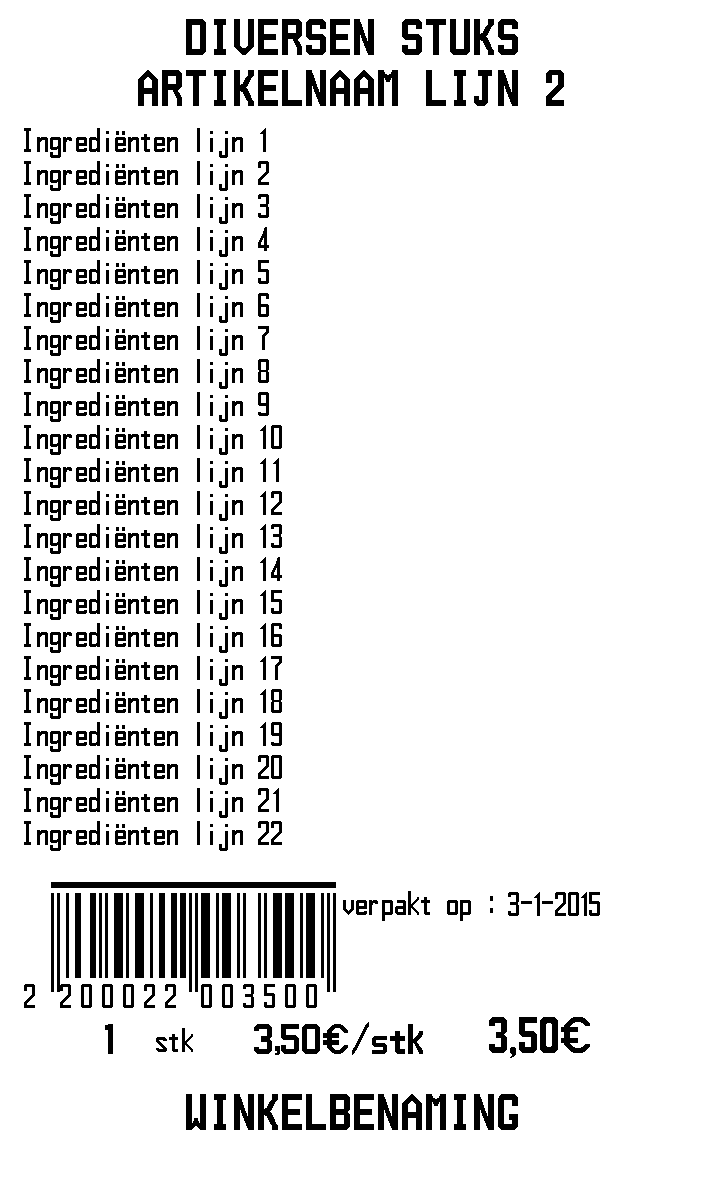 DIVERSEN STUKS
ARTIKELNAAM LIJN 2
Ingrediënten lijn 1
Ingrediënten lijn 2
Ingrediënten lijn 3
Ingrediënten lijn 4
Ingrediënten lijn 5
Ingrediënten lijn 6
Ingrediënten lijn 7
Ingrediënten lijn 8
Ingrediënten lijn 9
Ingrediënten lijn 10
Ingrediënten lijn 11
Ingrediënten lijn 12
Ingrediënten lijn 13
Ingrediënten lijn 14
Ingrediënten lijn 15
Ingrediënten lijn 16
Ingrediënten lijn 17
Ingrediënten lijn 18
Ingrediënten lijn 19
Ingrediënten lijn 20
Ingrediënten lijn 21
Ingrediënten lijn 22
verpakt op : 3-1-2015
2 200022 003500
1 stk 3,50€/stk 3,50€
WINKELBENAMING